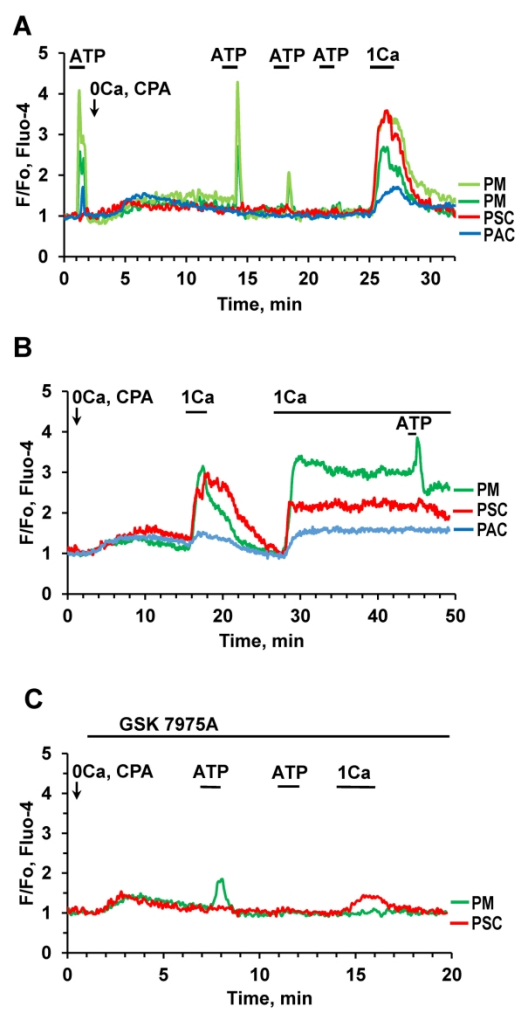 A
ATP ATP ATP ATP 1Ca
0Ca, CPA
F/Fo, Fluo-4
5
4
3
2
1
0
PM
PM
PSC
PAC
0 5 10 15 20 25 30
Time, min
B
0Ca, CPA 1Ca 1Ca
ATP
F/Fo, Fluo-4
5
4
3
2
1
0
PM
PSC
PAC
0 10 20 30 40 50
Time, min
C
GSK 7975A
0Ca, CPA ATP ATP 1Ca
F/Fo, Fluo-4
5
4
3
2
1
0
PM
PSC
0 5 10 15 20
Time, min